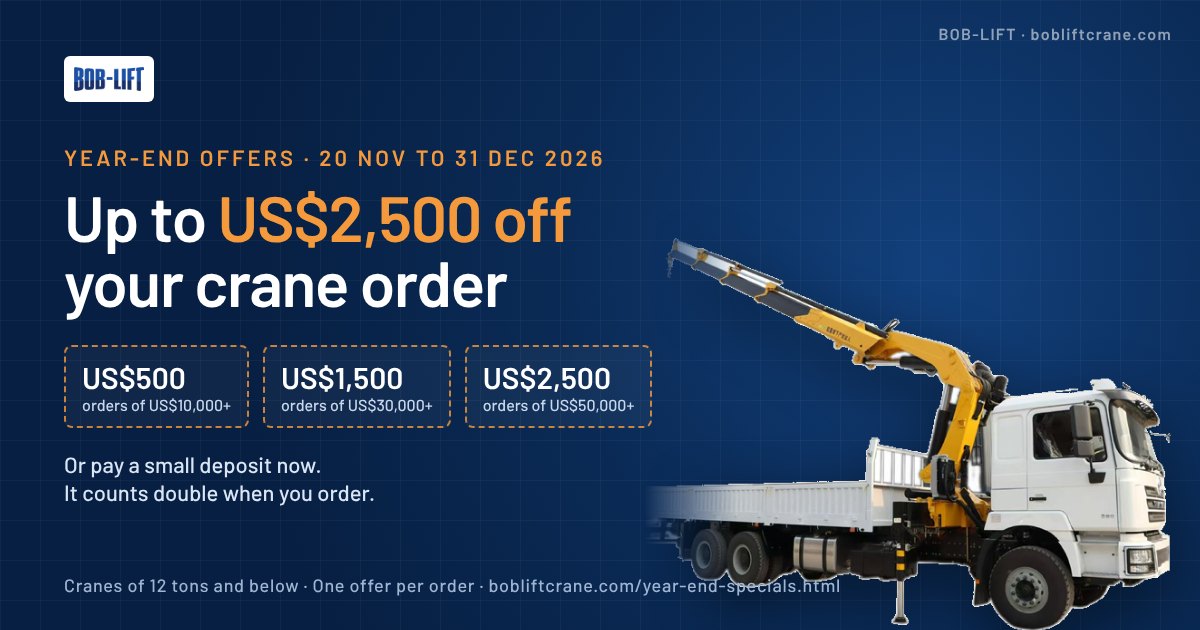 BOB-LIFT · bobliftcrane.com
BOB-LIFT
YEAR-END OFFERS · 20 NOV TO 31 DEC 2026
Up to US$2,500 off
your crane order
US$500
orders of US$10,000+
US$1,500
orders of US$30,000+
US$2,500
orders of US$50,000+
Or pay a small deposit now.
It counts double when you order.
Cranes of 12 tons and below · One offer per order · bobliftcrane.com/year-end-specials.html